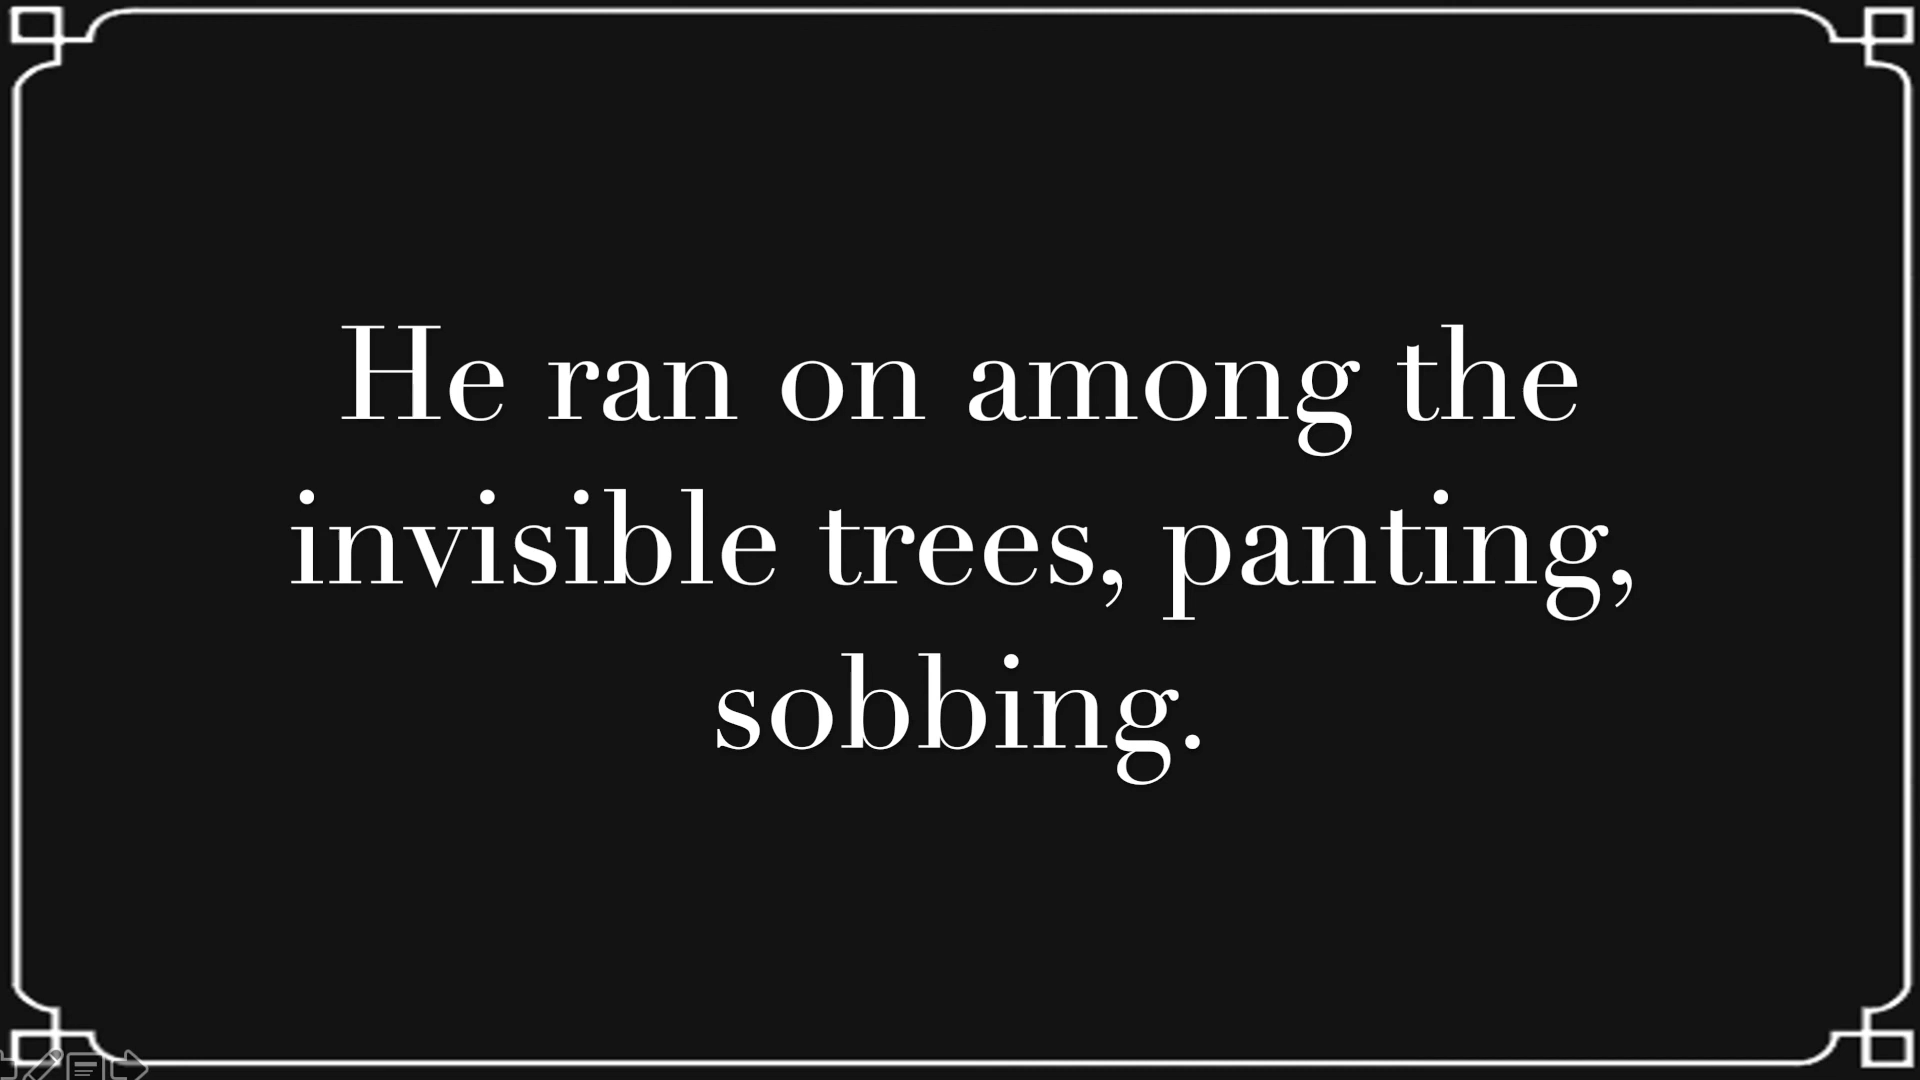 He ran on among the
invisible trees, panting,
sobbing.